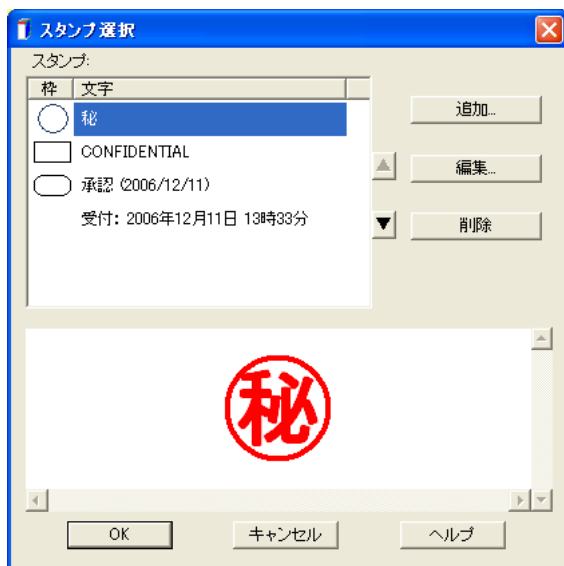 スタンプ選択
スタンプ:
枠 文字
秘
CONFIDENTIAL
承認 (2006/12/11)
受付: 2006年12月11日 13時33分
追加...
編集...
削除
秘
OK キャンセル ヘルプ